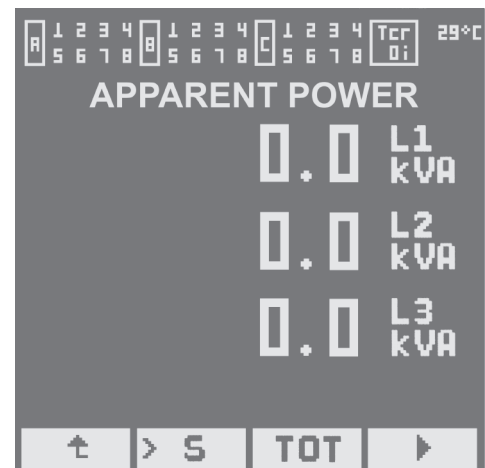 A 1 2 3 4 B 1 2 3 4 C 1 2 3 4 Tcr 29°C
5 6 7 8 5 6 7 8 5 6 7 8 0i
APPARENT POWER
0.0 L1 kVA
0.0 L2 kVA
0.0 L3 kVA
> S TOT